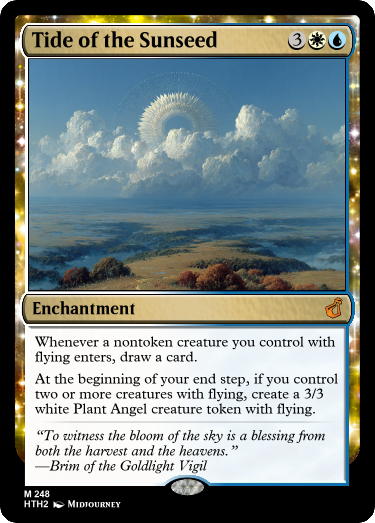 Tide of the Sunseed 3
Enchantment
Whenever a nontoken creature you control with
flying enters, draw a card.
At the beginning of your end step, if you control
two or more creatures with flying, create a 3/3
white Plant Angel creature token with flying.
“To witness the bloom of the sky is a blessing from
both the harvest and the heavens.”
—Brim of the Goldlight Vigil
M 248
HTH2 Midjourney